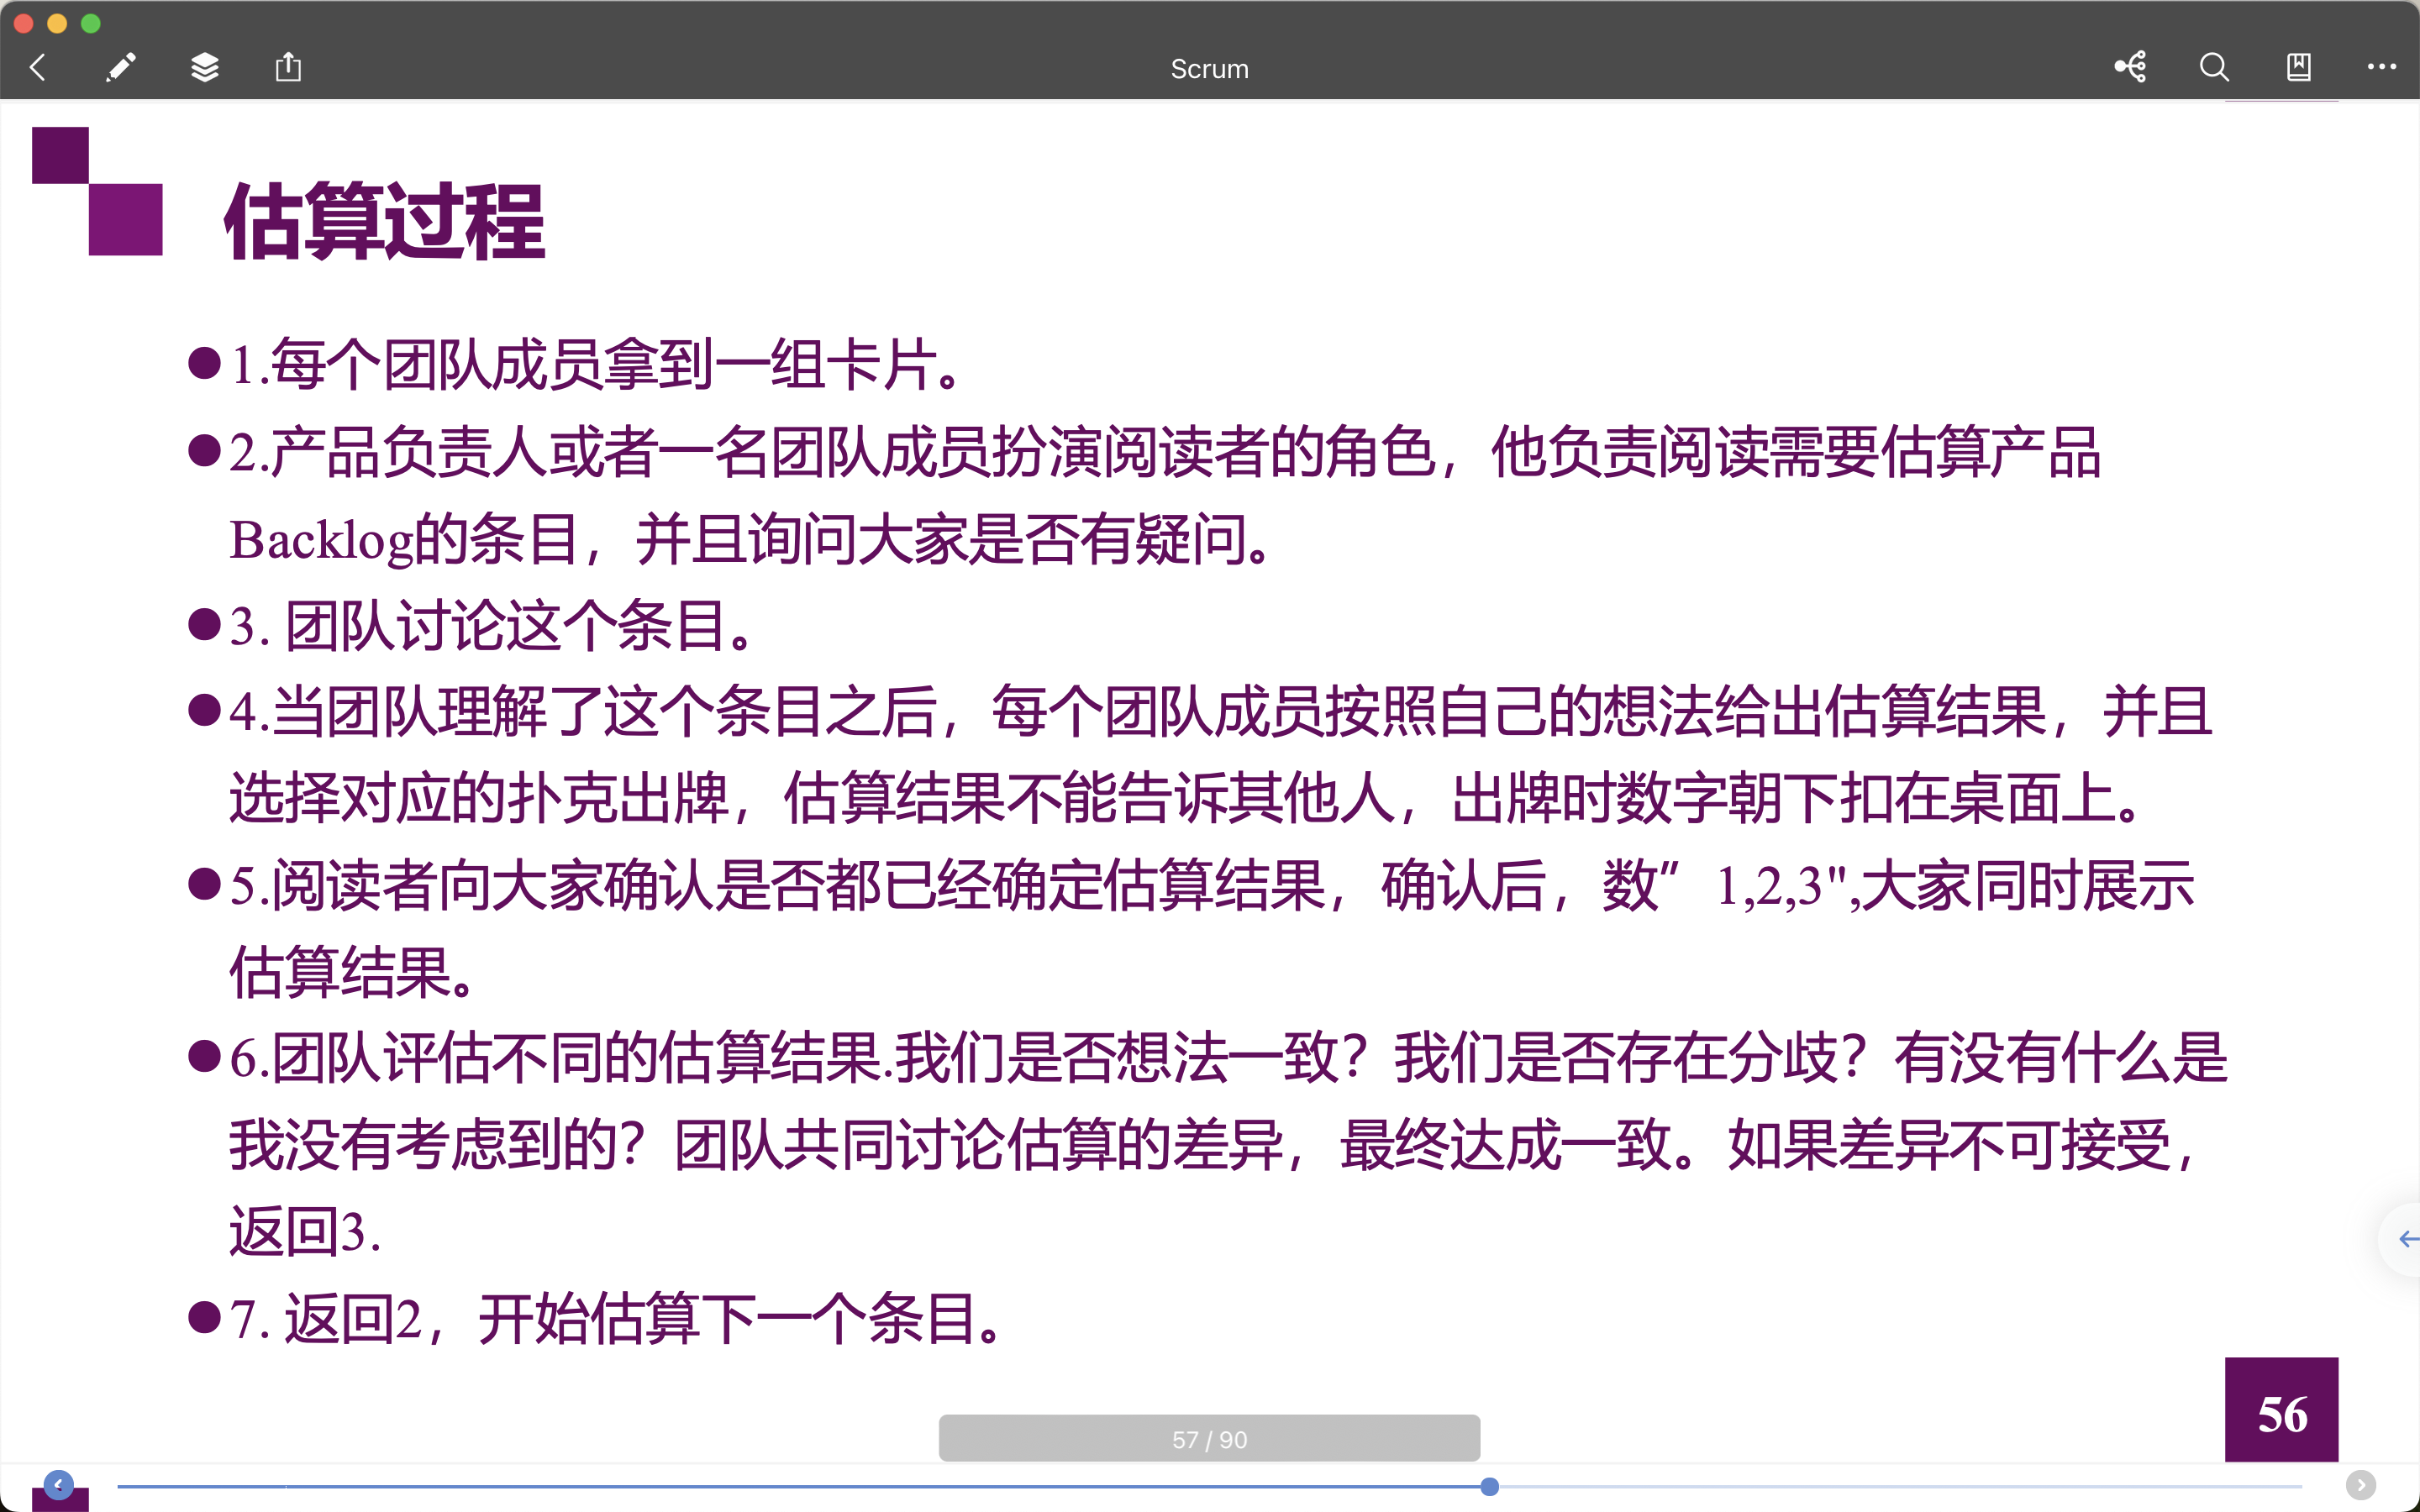 Scrum
估算过程
●1.每个团队成员拿到一组卡片。
●2.产品负责人或者一名团队成员扮演阅读者的角色，他负责阅读需要估算产品
Backlog的条目，并且询问大家是否有疑问。
●3. 团队讨论这个条目。
●4.当团队理解了这个条目之后，每个团队成员按照自己的想法给出估算结果，并且
选择对应的扑克出牌，估算结果不能告诉其他人，出牌时数字朝下扣在桌面上。
●5.阅读者向大家确认是否都已经确定估算结果，确认后，数”1,2,3",大家同时展示
估算结果。
●6.团队评估不同的估算结果.我们是否想法一致？我们是否存在分歧？有没有什么是
我没有考虑到的？团队共同讨论估算的差异，最终达成一致。如果差异不可接受，
返回3.
●7. 返回2，开始估算下一个条目。
56
57 / 90